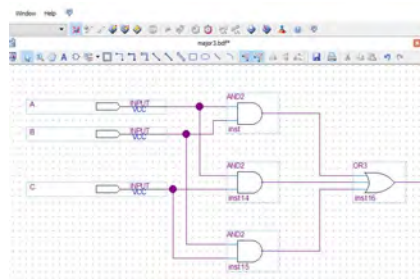 Window Help
major3.bdf*
A INPUT VCC
AND2
inst
B INPUT VCC
AND2
inst14
C INPUT VCC
AND2
inst15
OR3
inst16